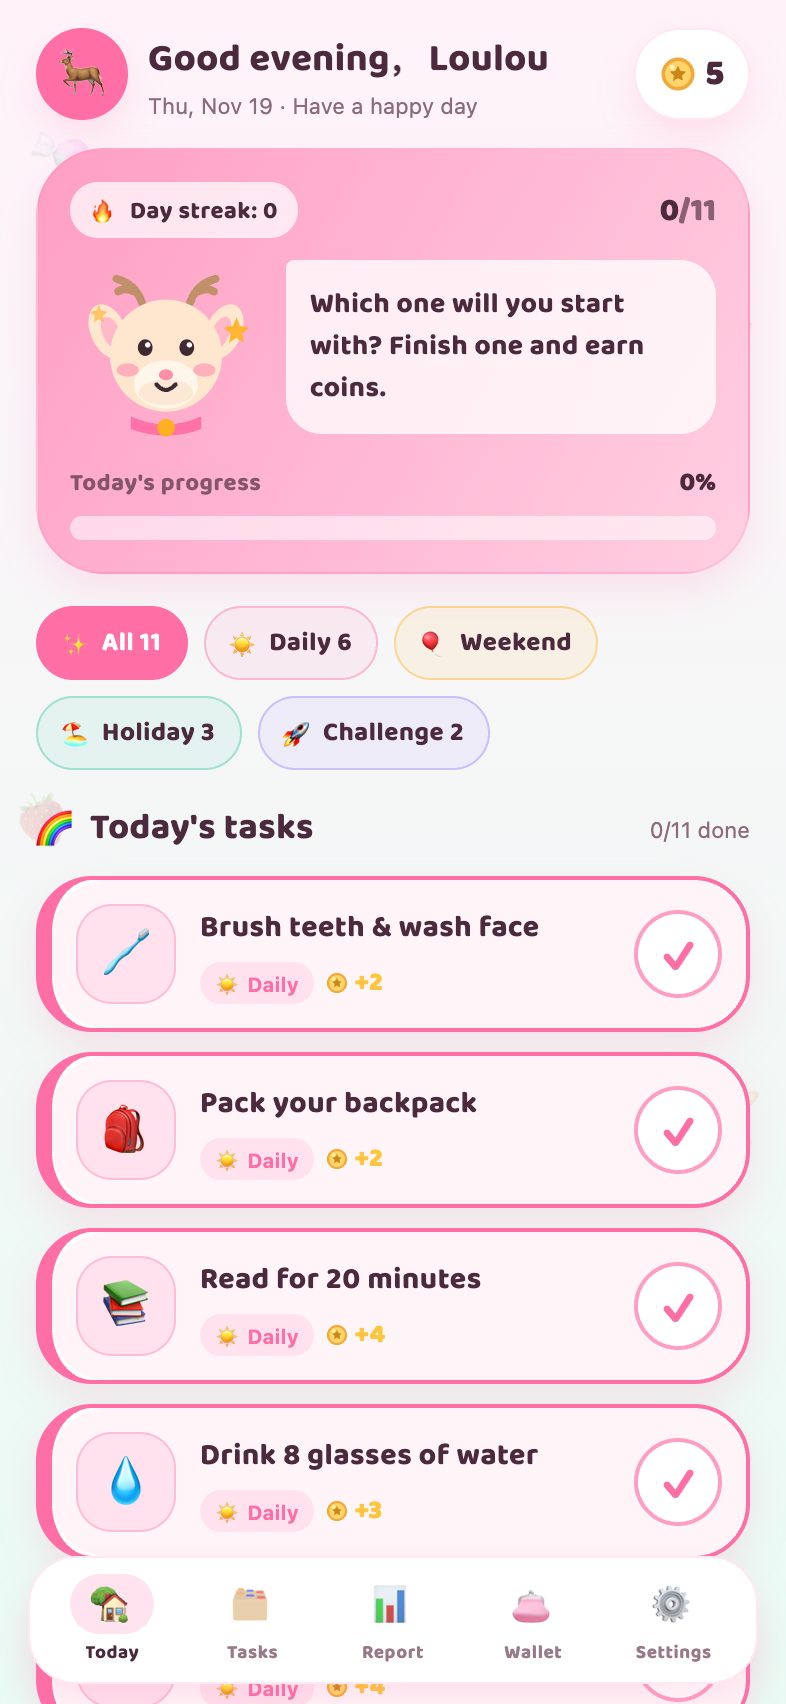 Good evening, Loulou
5
Thu, Nov 19 · Have a happy day
Day streak: 0
0/11
Which one will you start
with? Finish one and earn
coins.
Today's progress
0%
All 11
Daily 6
Weekend
Holiday 3
Challenge 2
Today's tasks
0/11 done
Brush teeth & wash face
Daily
+2
Pack your backpack
Daily
+2
Read for 20 minutes
Daily
+4
Drink 8 glasses of water
Daily
+3
Today
Tasks
Report
Wallet
Settings
Daily
+4